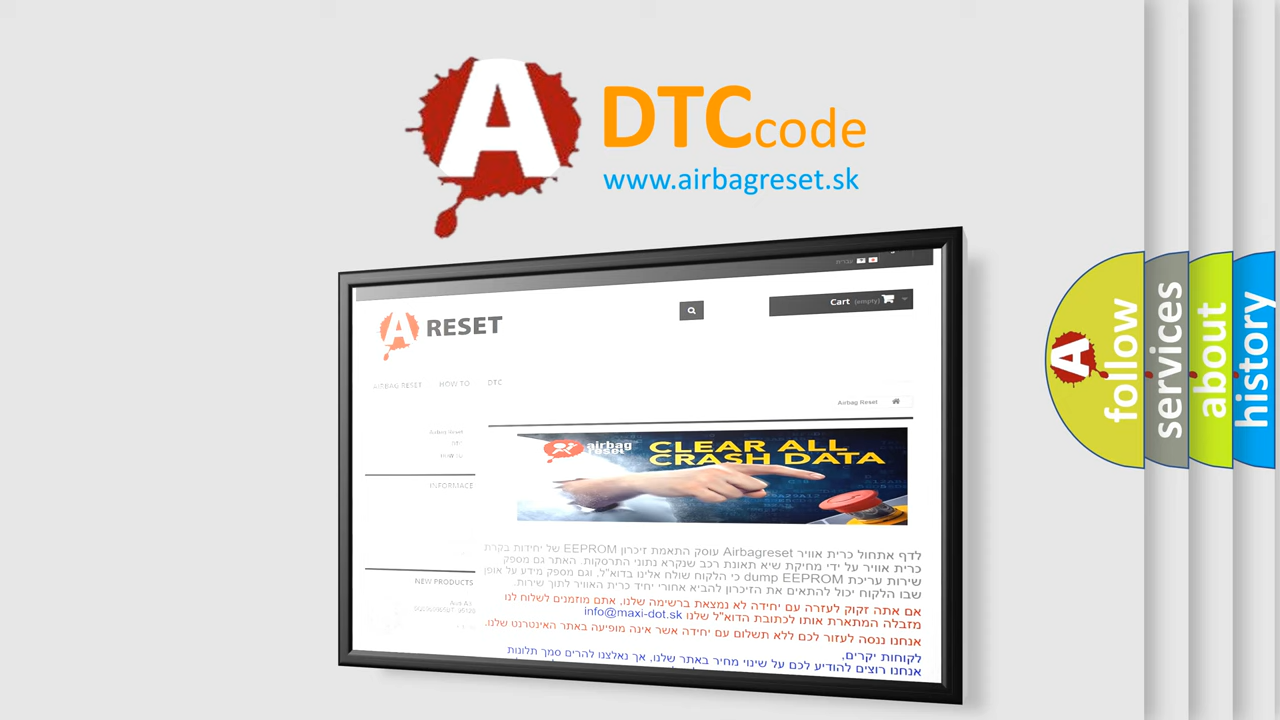 A DTC code
www.airbagreset.sk
עברית
Cart (empty)
A RESET
AIRBAG RESET HOW TO DTC
Airbag Reset
Airbag Reset
HOW TO
INFORMACE
NEW PRODUCTS
airbag reset
CLEAR ALL
CRASH DATA
לדף אתחול כרית אוויר Airbagreset עוסק התאמת זיכרון EEPROM של יחידות בקרת
כרית אוויר על ידי מחיקת שיא תאונת רכב שנקרא נתוני התרסקות. האתר גם מספק
שירות עריכת dump EEPROM כי הלקוח שולח אלינו בדוא"ל. וגם מספק מידע על אופן
שבו הלקוח יכול להתאים את הזיכרון להביא אחורי יחיד כרית האוויר לתוך שירות.
אם אתה זקוק לעזרה עם יחידה לא נמצאת ברשימה שלנו, אתם מוזמנים לשלוח לנו
מזבלה המתארת אותו לכתובת הדוא"ל שלנו info@maxi-dot.sk
אנחנו ננסה לעזור לכם ללא תשלום עם יחידה אשר אינה מופיעה באתר האינטרנט שלנו.
לקוחות יקרים,
אנחנו רוצים להודיע לכם על שינוי מחיר באתר שלנו, אך נאלצנו להרים סמך תלונות
A follow
services
about
history